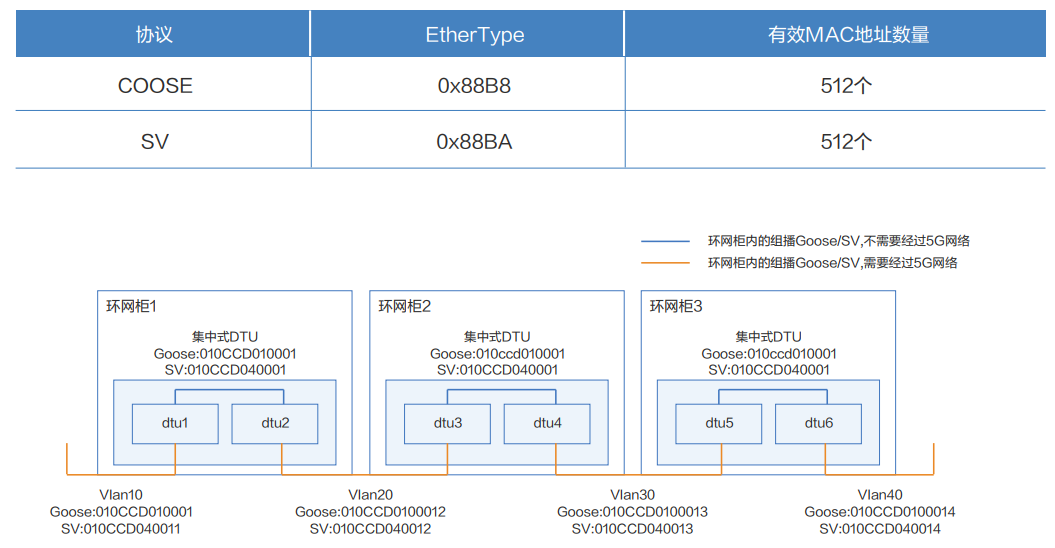 协议 EtherType 有效MAC地址数量
COOSE 0x88B8 512个
SV 0x88BA 512个
环网柜内的组播Goose/SV,不需要经过5G网络
环网柜内的组播Goose/SV,需要经过5G网络
环网柜1 环网柜2 环网柜3
集中式DTU 集中式DTU 集中式DTU
Goose:010CCD010001 Goose:010ccd010001 Goose:010ccd010001
SV:010CCD040001 SV:010CCD040001 SV:010CCD040001
dtu1 dtu2 dtu3 dtu4 dtu5 dtu6
Vlan10 Vlan20 Vlan30 Vlan40
Goose:010CCD010001 Goose:010CCD0100012 Goose:010CCD0100013 Goose:010CCD0100014
SV:010CCD040011 SV:010CCD040012 SV:010CCD040013 SV:010CCD040014